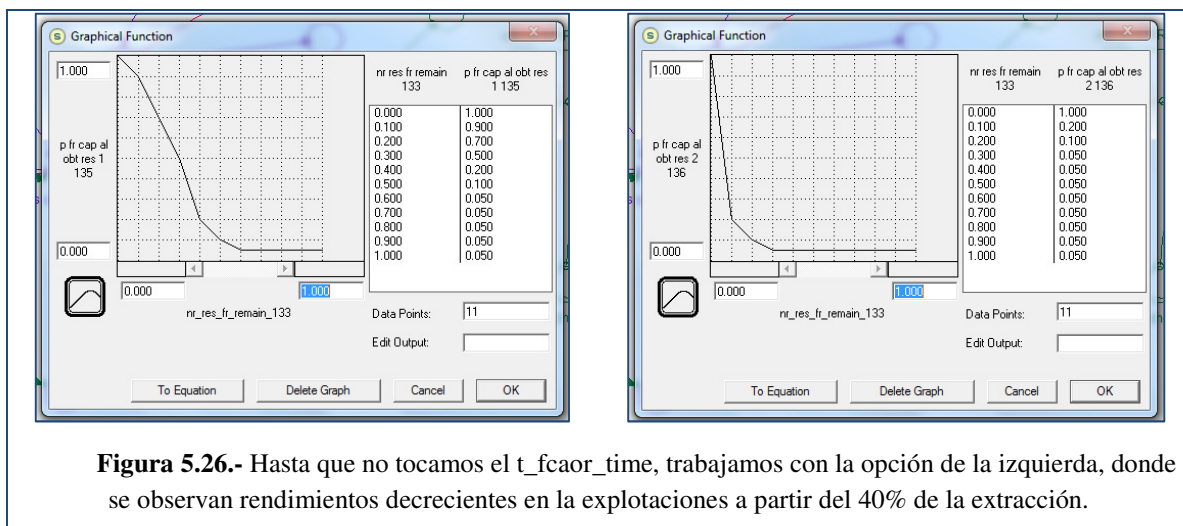 Graphical Function
1.000
p fr cap al
obt res 1
135
0.000
0.000
1.000
nr_res_fr_remain_133
nr res fr remain
133
p fr cap al obt res
1 135
0.000 1.000
0.100 0.900
0.200 0.700
0.300 0.500
0.400 0.200
0.500 0.100
0.600 0.050
0.700 0.050
0.800 0.050
0.900 0.050
1.000 0.050
Data Points: 11
Edit Output:
To Equation Delete Graph Cancel OK
Graphical Function
1.000
p fr cap al
obt res 2
136
0.000
0.000
1.000
nr_res_fr_remain_133
nr res fr remain
133
p fr cap al obt res
2 136
0.000 1.000
0.100 0.200
0.200 0.100
0.300 0.050
0.400 0.050
0.500 0.050
0.600 0.050
0.700 0.050
0.800 0.050
0.900 0.050
1.000 0.050
Data Points: 11
Edit Output:
To Equation Delete Graph Cancel OK
Figura 5.26.- Hasta que no tocamos el t_fcaor_time, trabajamos con la opción de la izquierda, donde
se observan rendimientos decrecientes en la explotaciones a partir del 40% de la extracción.